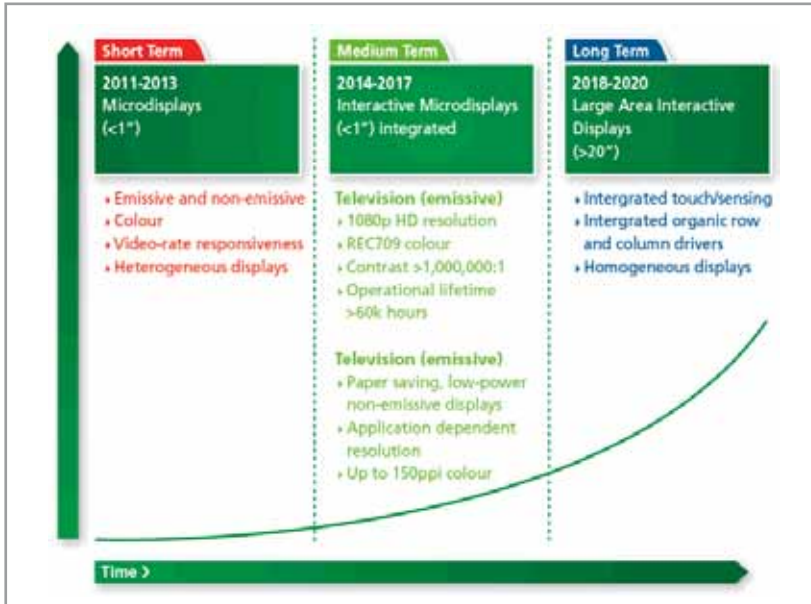 Short Term
2011-2013
Microdisplays
(<1")
Emissive and non-emissive
Colour
Video-rate responsiveness
Heterogeneous displays
Medium Term
2014-2017
Interactive Microdisplays
(<1") integrated
Television (emissive)
1080p HD resolution
REC709 colour
Contrast >1,000,000:1
Operational lifetime
>60k hours
Television (emissive)
Paper saving, low-power
non-emissive displays
Application dependent
resolution
Up to 150ppi colour
Long Term
2018-2020
Large Area Interactive
Displays
(>20")
Intergrated touch/sensing
Intergrated organic row
and column drivers
Homogeneous displays
Time >